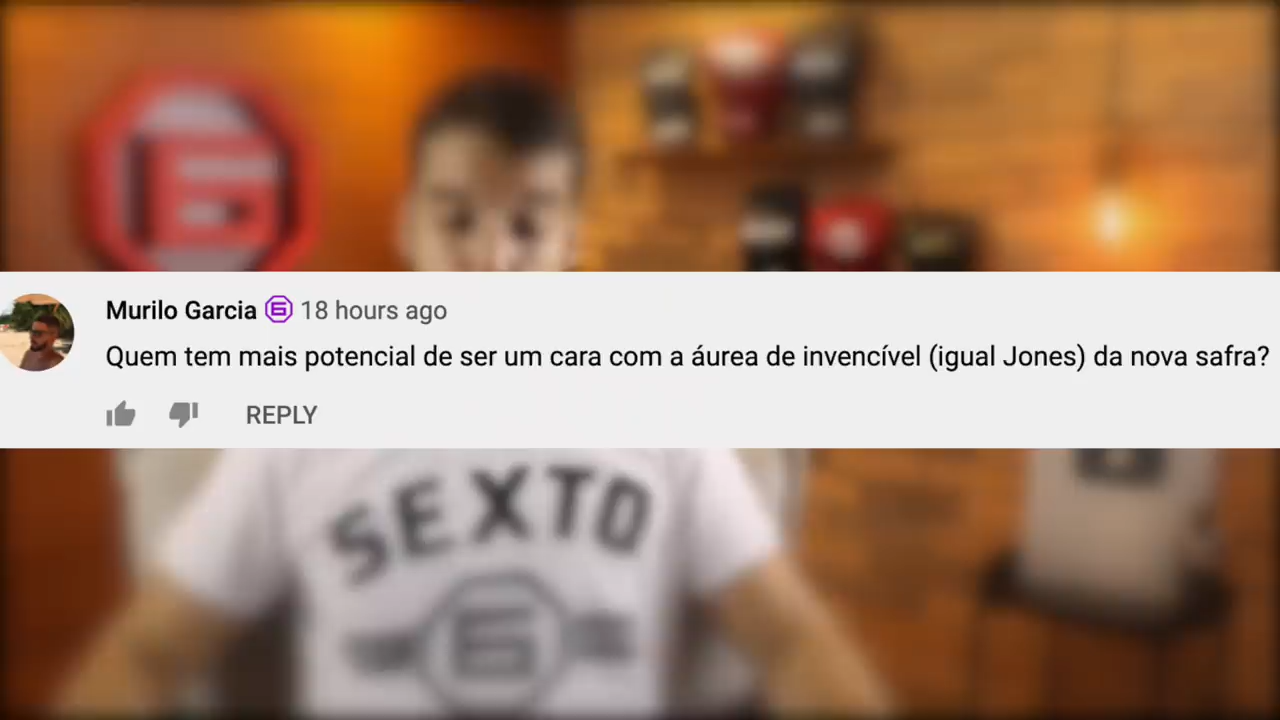 Murilo Garcia 18 hours ago
Quem tem mais potencial de ser um cara com a áurea de invencível (igual Jones) da nova safra?
REPLY
SEXTO